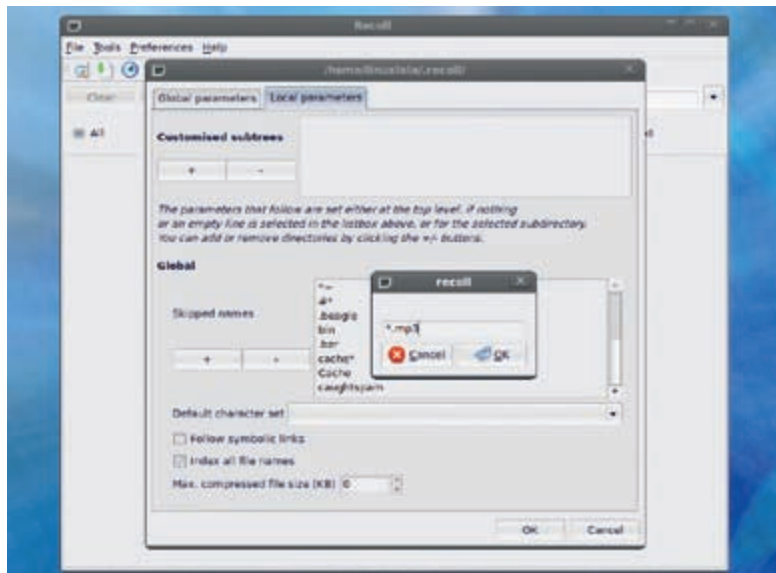 Recoll
File Tools Preferences Help
Clear
All
Global parameters Local parameters
Customised subtrees
+ -
The parameters that follow are set either at the top level, if nothing
or an empty line is selected in the listbox above, or for the selected subdirectory.
You can add or remove directories by clicking the +/- buttons.
Global
Skipped names
+ -
*~
#*
.beagle
bin
cache*
Cache
caughtspam
recoll
*.mp3
Cancel OK
Default character set
Follow symbolic links
Index all file names
Max. compressed file size (KB) 0
OK Cancel